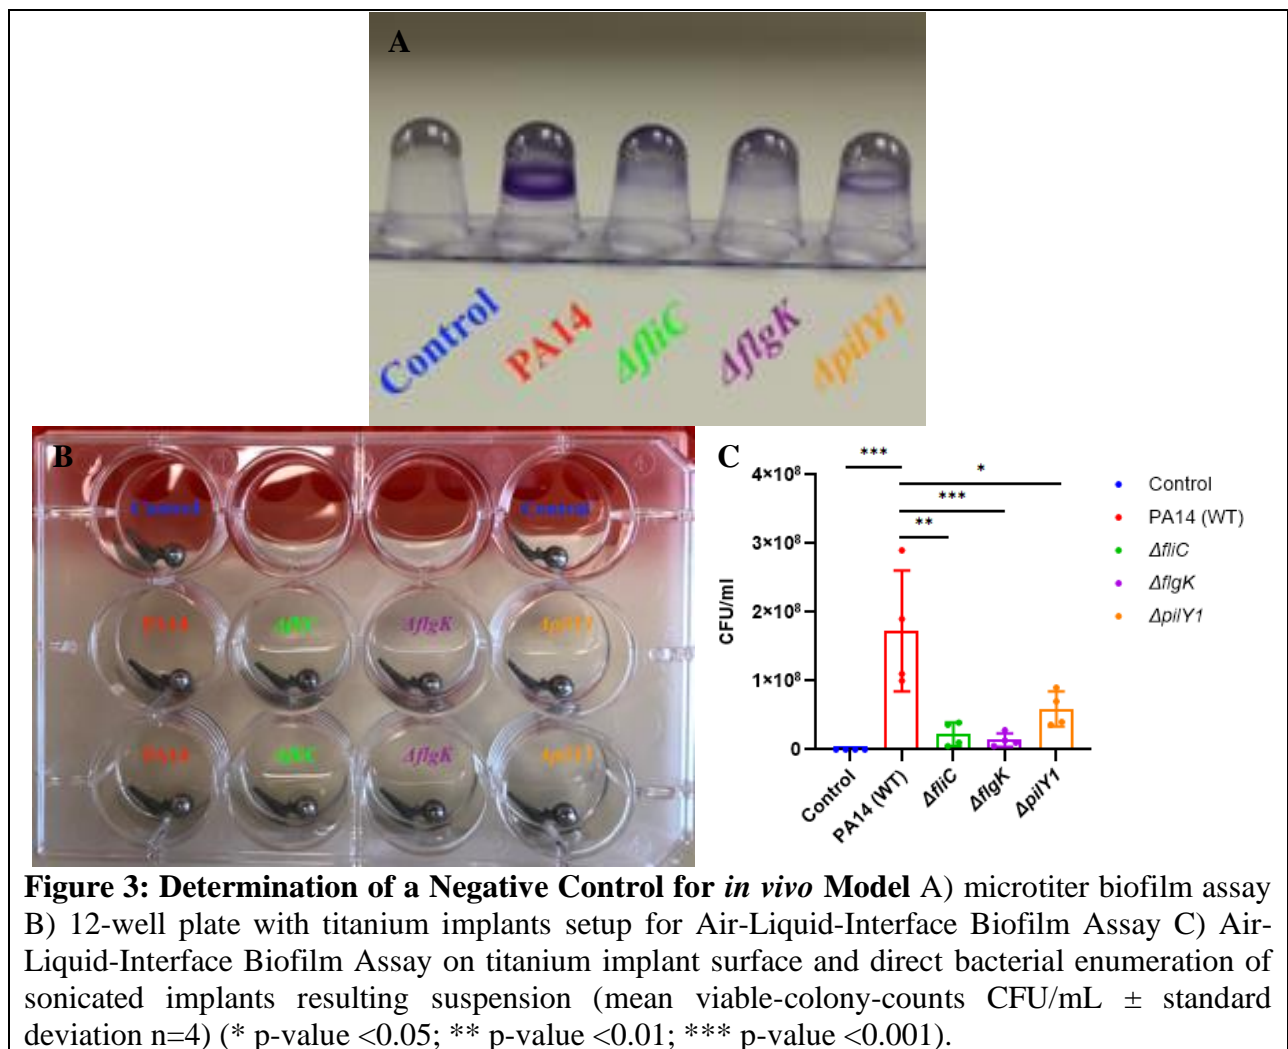 A
Control
PA14
ΔfliC
ΔflgK
ΔpilY1
B
Control
Control
PA14
ΔfliC
ΔflgK
ΔpilY1
PA14
ΔfliC
ΔflgK
ΔpilY1
C
***
*
***
**
4×10⁸
3×10⁸
2×10⁸
1×10⁸
0
CFU/ml
Control
PA14 (WT)
ΔfliC
ΔflgK
ΔpilY1
Control
PA14 (WT)
ΔfliC
ΔflgK
ΔpilY1
Figure 3: Determination of a Negative Control for in vivo Model A) microtiter biofilm assay
B) 12-well plate with titanium implants setup for Air-Liquid-Interface Biofilm Assay C) Air-
Liquid-Interface Biofilm Assay on titanium implant surface and direct bacterial enumeration of
sonicated implants resulting suspension (mean viable-colony-counts CFU/mL ± standard
deviation n=4) (* p-value <0.05; ** p-value <0.01; *** p-value <0.001).